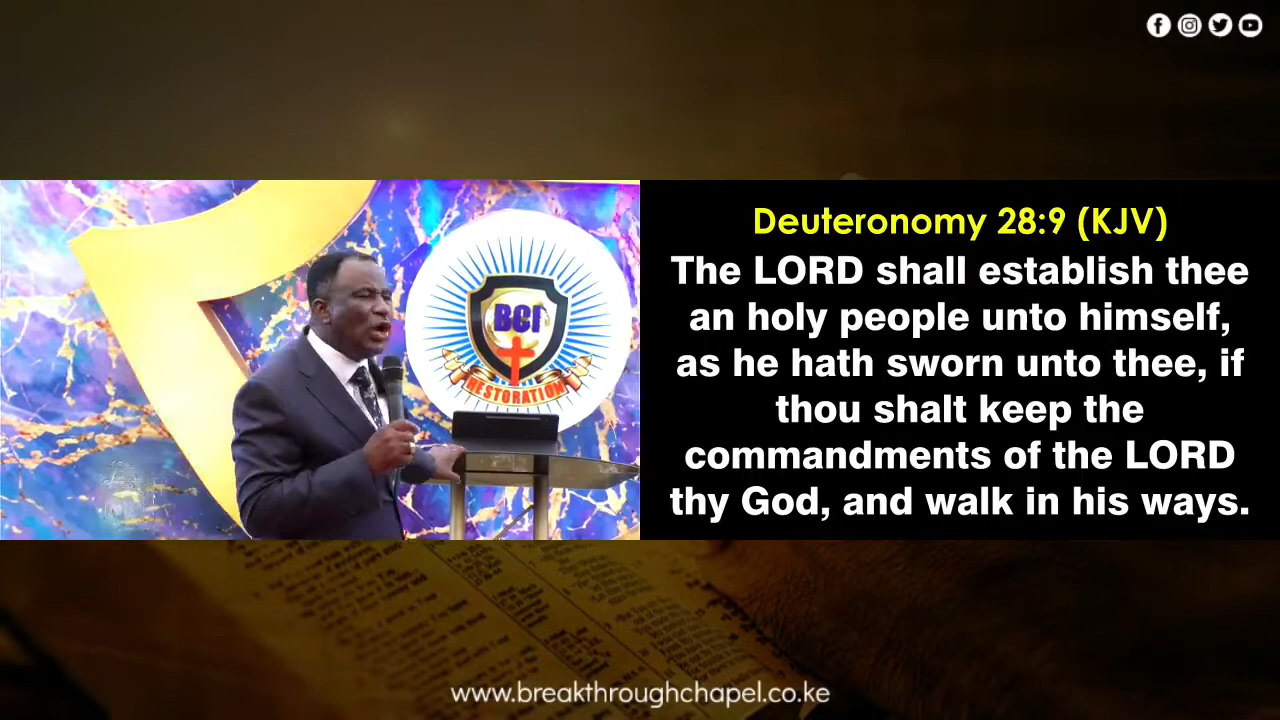 BCI
RESTORATION
Deuteronomy 28:9 (KJV)
The LORD shall establish thee
an holy people unto himself,
as he hath sworn unto thee, if
thou shalt keep the
commandments of the LORD
thy God, and walk in his ways.
www.breakthroughchapel.co.ke